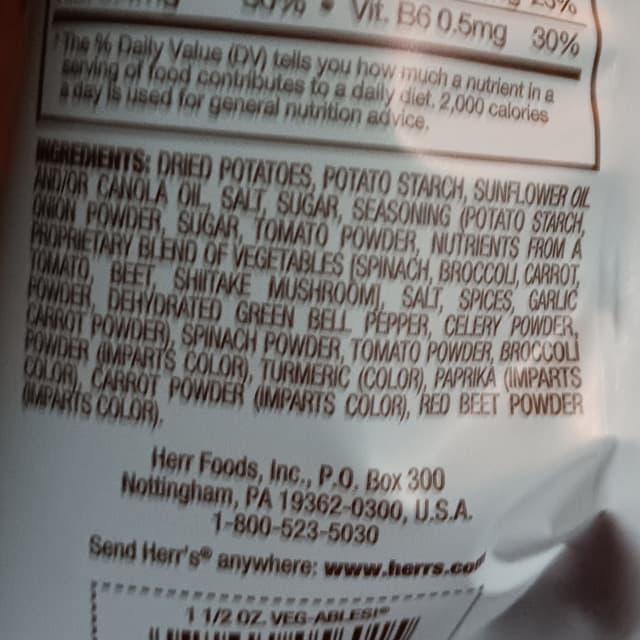 30% • Vit. B6 0.5mg 30%
The % Daily Value (DV) tells you how much a nutrient in a
serving of food contributes to a daily diet. 2,000 calories
a day is used for general nutrition advice.
INGREDIENTS: DRIED POTATOES, POTATO STARCH, SUNFLOWER OIL
AND/OR CANOLA OIL, SALT, SUGAR, SEASONING (POTATO STARCH,
ONION POWDER, SUGAR, TOMATO POWDER, NUTRIENTS FROM A
PROPRIETARY BLEND OF VEGETABLES [SPINACH, BROCCOLI, CARROT,
TOMATO, BEET, SHIITAKE MUSHROOM], SALT, SPICES, GARLIC
POWDER, DEHYDRATED GREEN BELL PEPPER, CELERY POWDER,
CARROT POWDER), SPINACH POWDER, TOMATO POWDER, BROCCOLI
POWDER (IMPARTS COLOR), TURMERIC (COLOR), PAPRIKA (IMPARTS
COLOR), CARROT POWDER (IMPARTS COLOR), RED BEET POWDER
(IMPARTS COLOR).
Herr Foods, Inc., P.O. Box 300
Nottingham, PA 19362-0300, U.S.A.
1-800-523-5030
Send Herr's® anywhere: www.herrs.com
1 1/2 OZ. VEG-ABLES!®